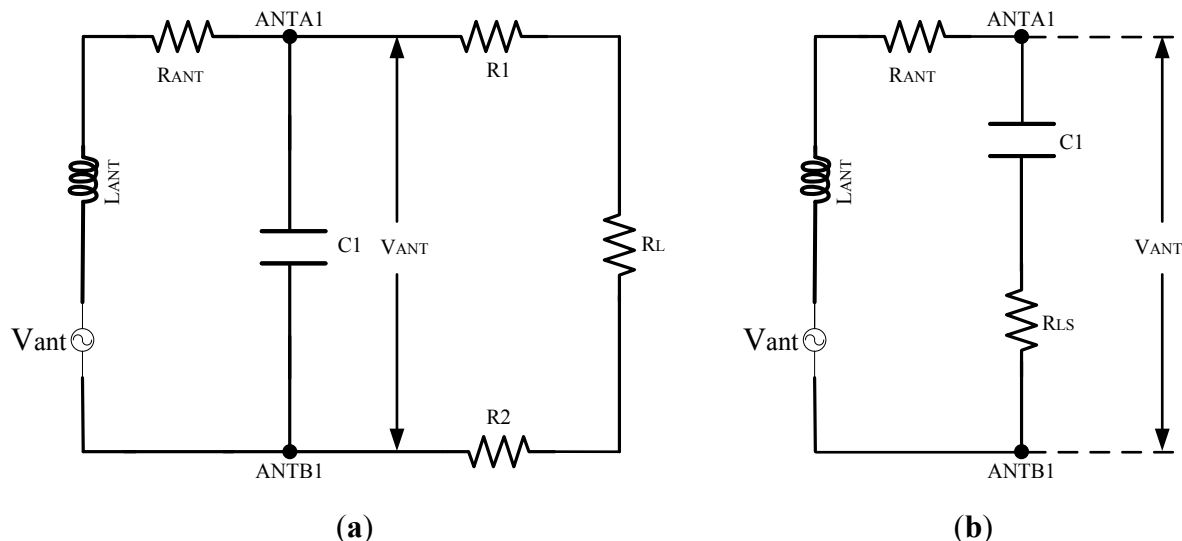 ANTA1
RANT
R1
LANT
C1
VANT
RL
Vant
R2
ANTB1
(a)
ANTA1
RANT
C1
LANT
VANT
RLS
Vant
ANTB1
(b)